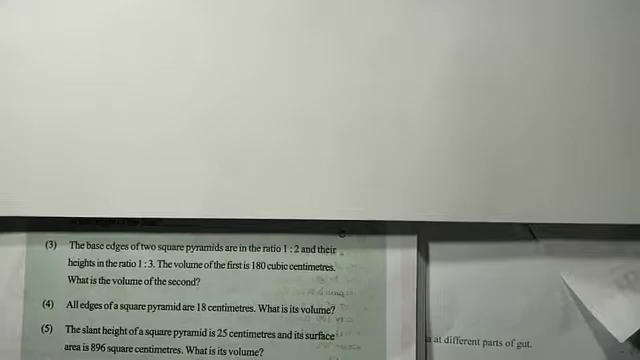 (3) The base edges of two square pyramids are in the ratio 1 : 2 and their
heights in the ratio 1 : 3. The volume of the first is 180 cubic centimetres.
What is the volume of the second?
(4) All edges of a square pyramid are 18 centimetres. What is its volume?
(5) The slant height of a square pyramid is 25 centimetres and its surface
area is 896 square centimetres. What is its volume?
at different parts of gut.